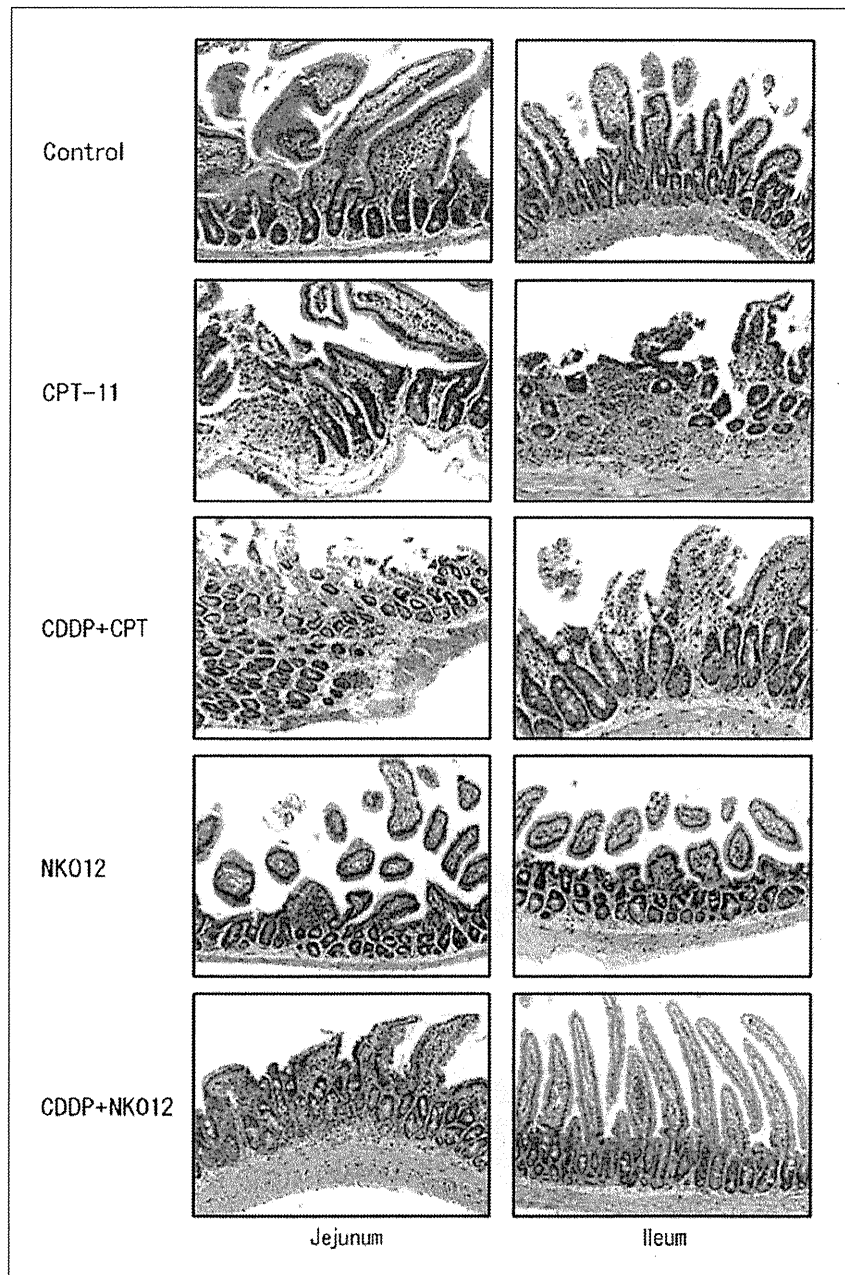 Control
CPT-11
CDDP+CPT
NK012
CDDP+NK012
Jejunum Ileum